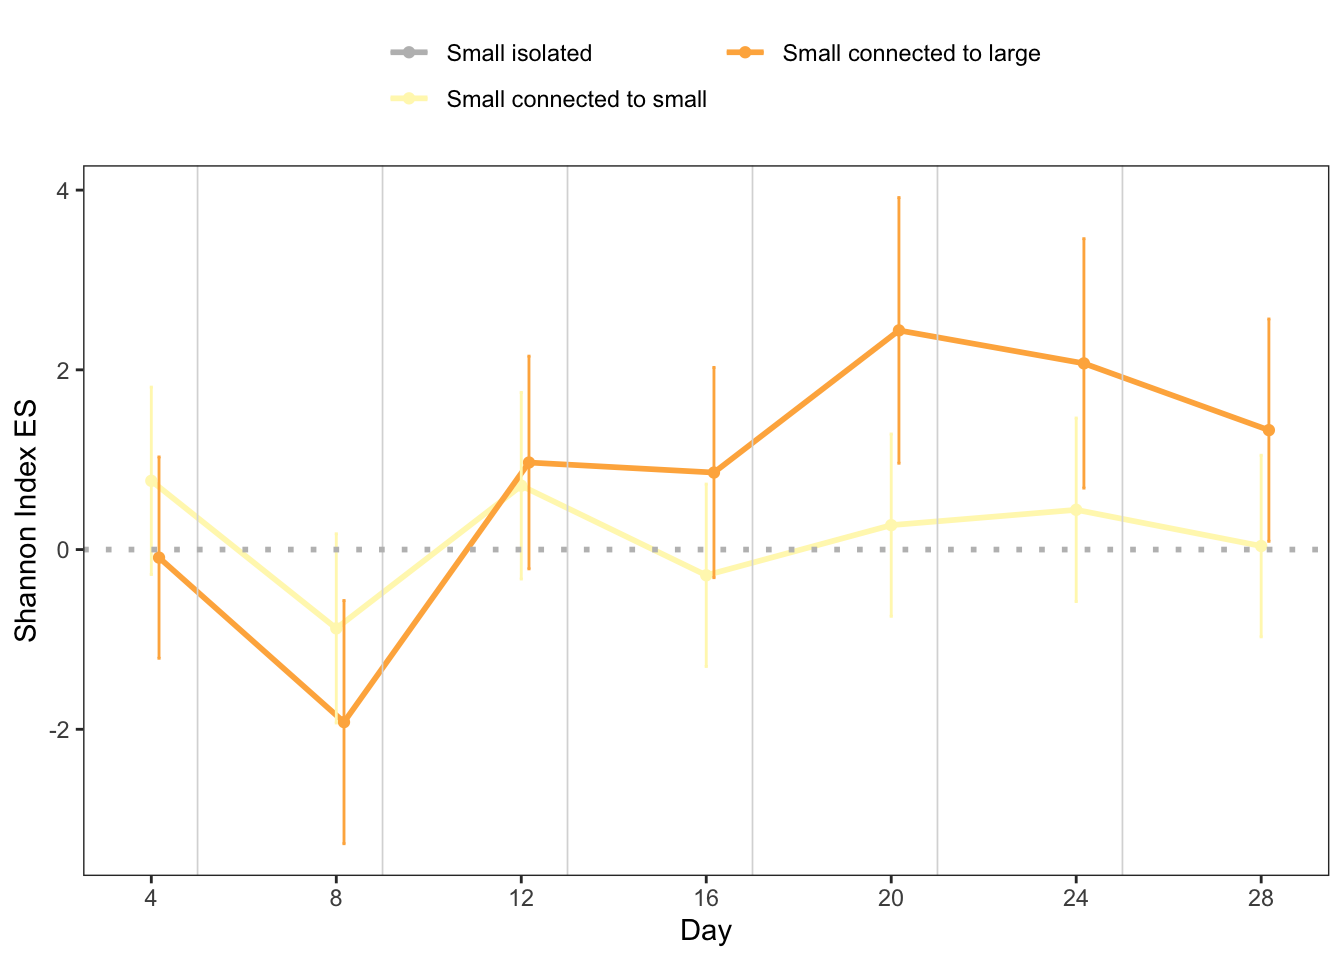 Small isolated
Small connected to large
Small connected to small
Shannon Index ES
4
2
0
-2
4
8
12
16
20
24
28
Day